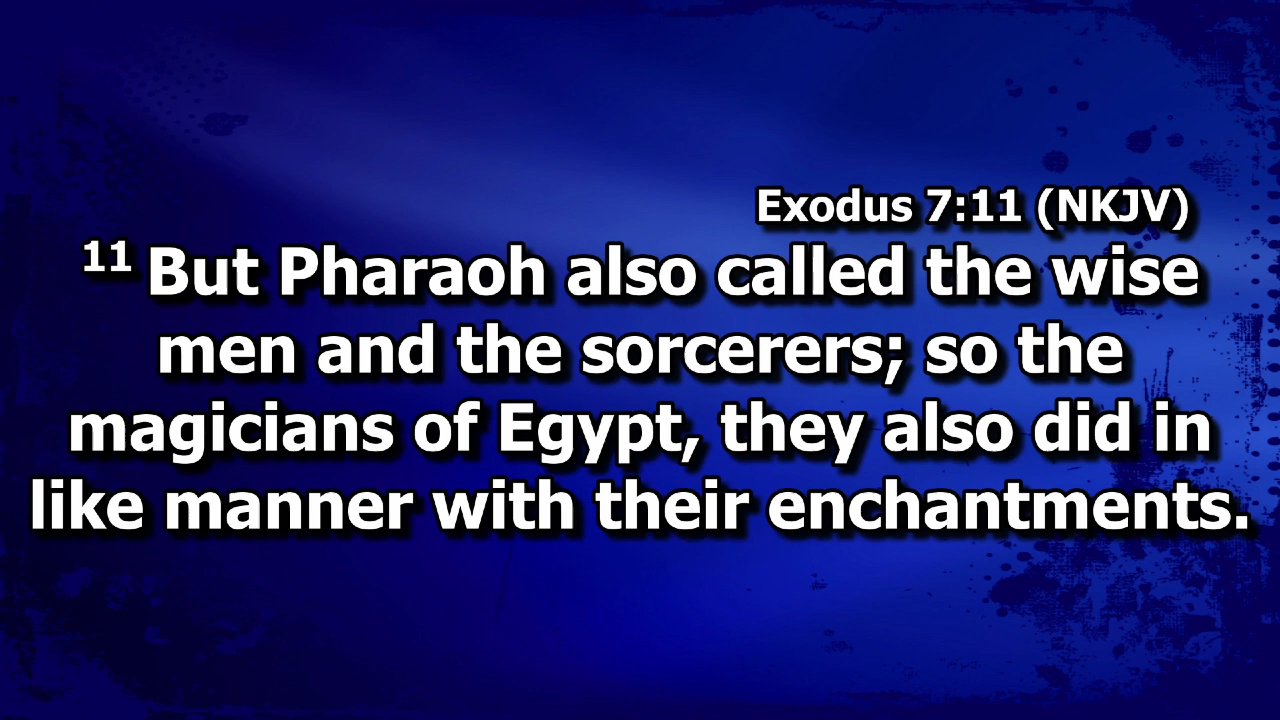 Exodus 7:11 (NKJV)
11 But Pharaoh also called the wise
men and the sorcerers; so the
magicians of Egypt, they also did in
like manner with their enchantments.